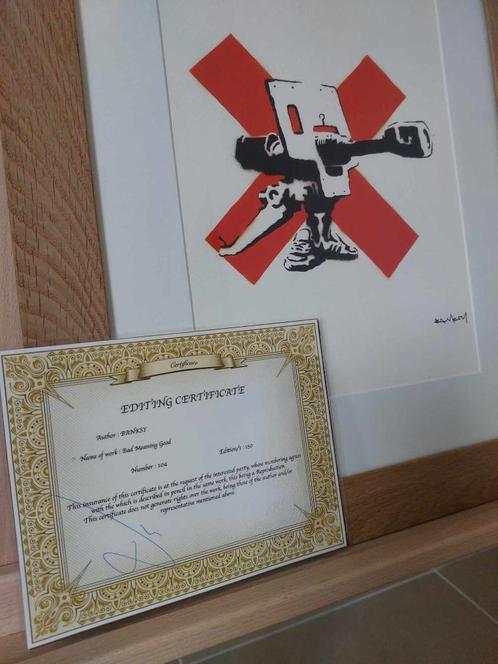 Certificate
EDITING CERTIFICATE
Author : BANKSY
Name of work : Bad Meaning Good
Number : 104 Edition/s : 150
This insurance of this certificate is at the request of the interested party, whose numbering agrees
with the which is described in pencil in the same work, this being a Reproduction.
This certificate does not generate rights over the work, being those of the author and/or
representative mentioned above.